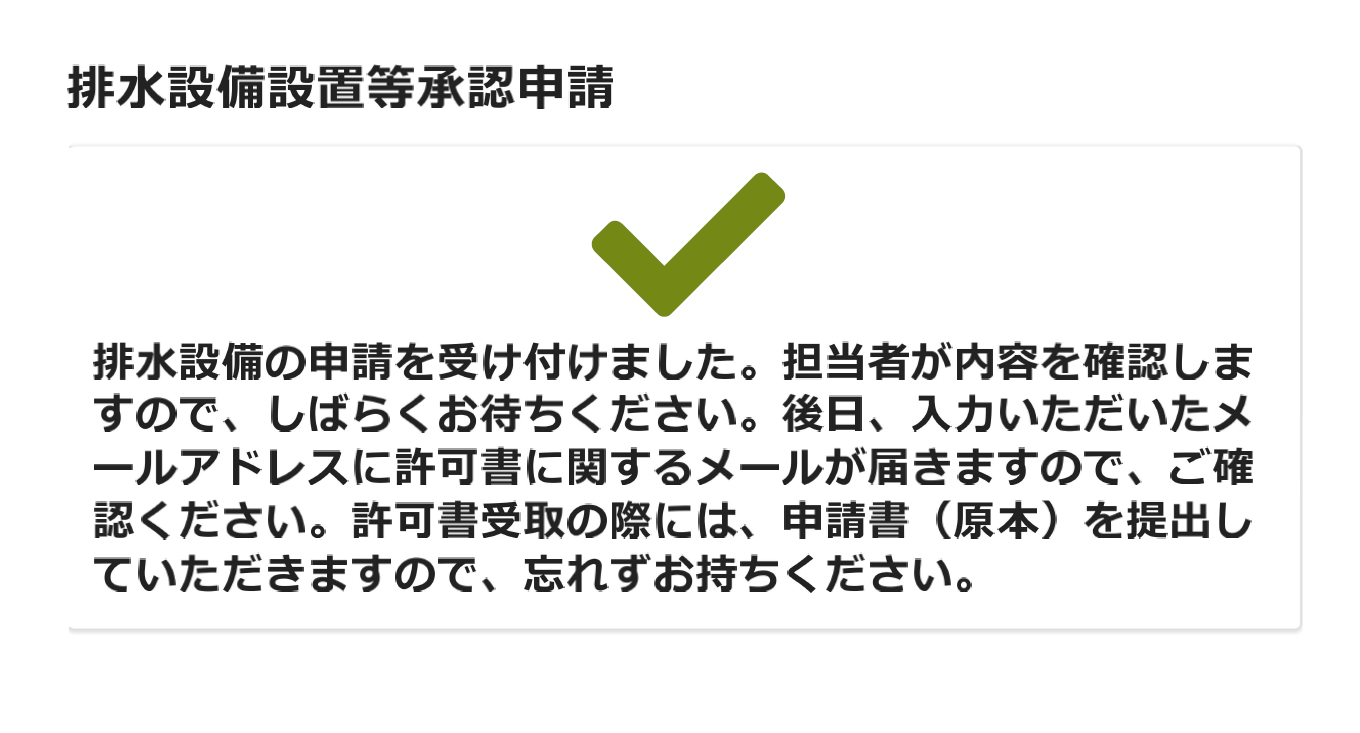 排水設備設置等承認申請
排水設備の申請を受け付けました。担当者が内容を確認しま
すので、しばらくお待ちください。後日、入力いただいたメ
ールアドレスに許可書に関するメールが届きますので、ご確
認ください。許可書受取の際には、申請書（原本）を提出し
ていただきますので、忘れずお持ちください。